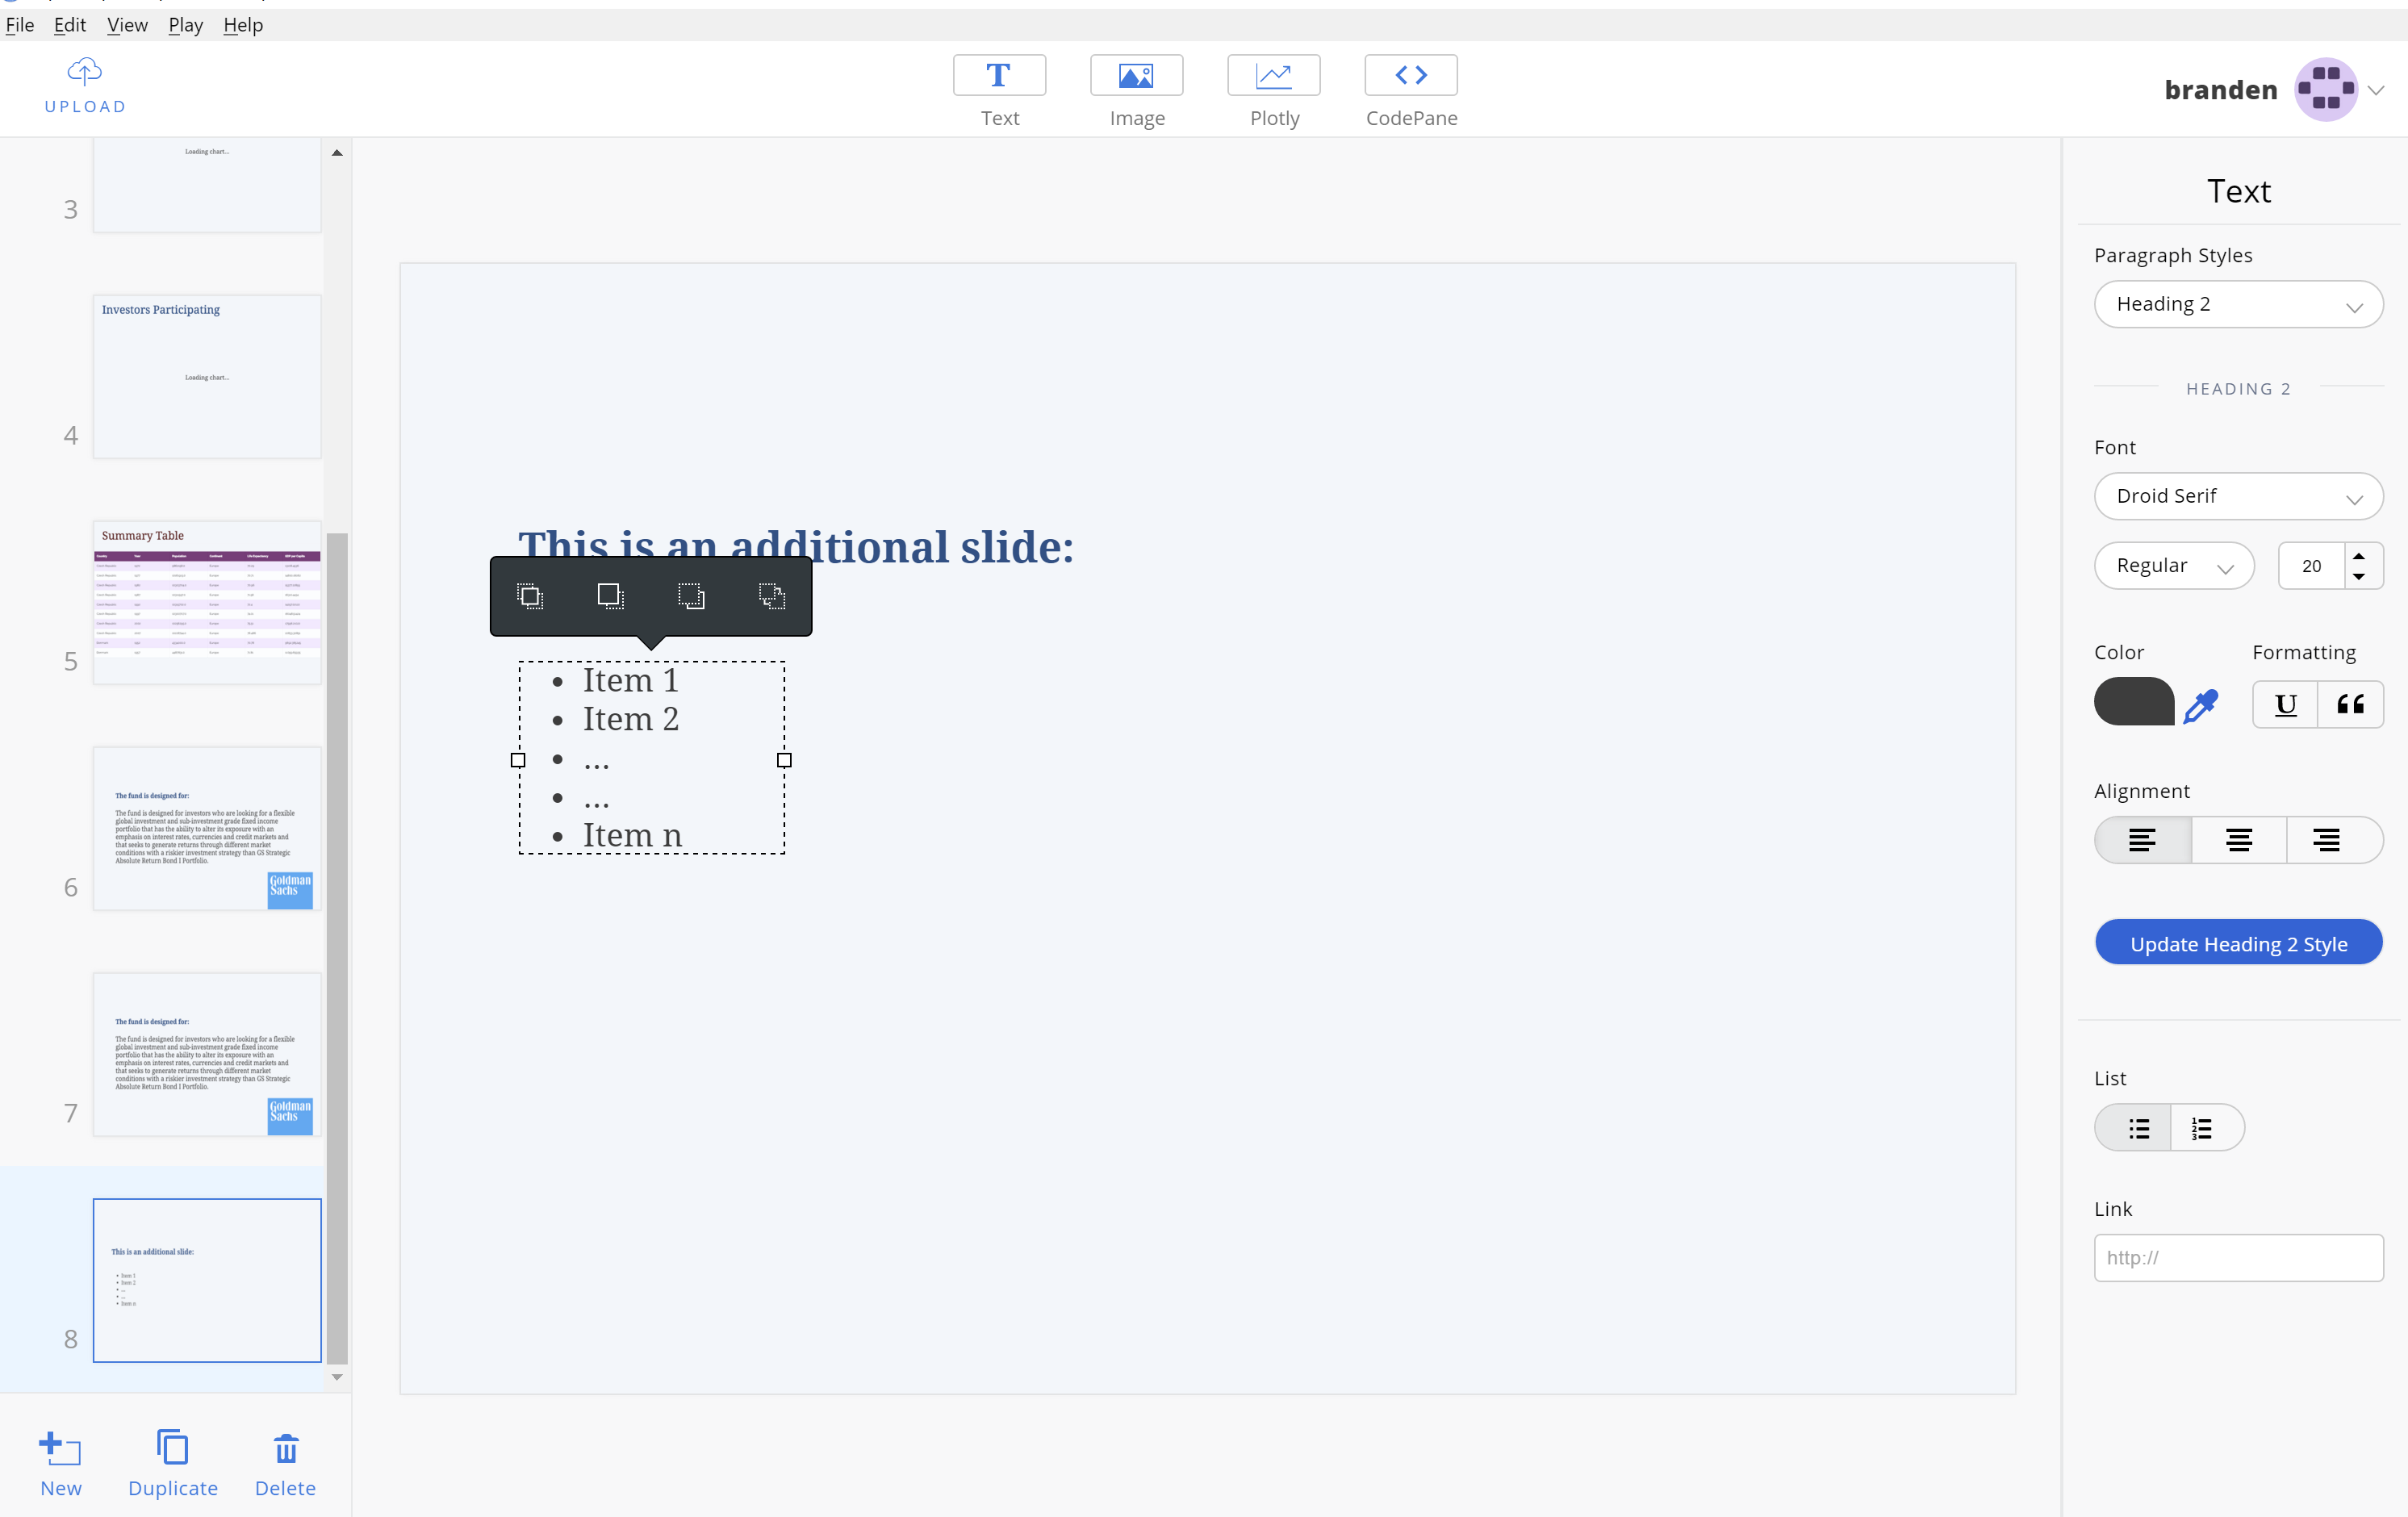 File Edit View Play Help
UPLOAD
T
Text
Image
Plotly
CodePane
branden
Loading chart...
3
Investors Participating
Loading chart...
4
Summary Table
Country Year Population Continent Life Expectancy GDP per Capita
5
The fund is designed for:
The fund is designed for investors who are looking for a flexible
global investment and sub-investment grade fixed income
portfolio that has the ability to alter its exposure with an
emphasis on interest rates, currencies and credit markets and
that seeks to generate returns through different market
conditions with a riskier investment strategy than GS Strategic
Absolute Return Bond I Portfolio.
Goldman
Sachs
6
The fund is designed for:
The fund is designed for investors who are looking for a flexible
global investment and sub-investment grade fixed income
portfolio that has the ability to alter its exposure with an
emphasis on interest rates, currencies and credit markets and
that seeks to generate returns through different market
conditions with a riskier investment strategy than GS Strategic
Absolute Return Bond I Portfolio.
Goldman
Sachs
7
This is an additional slide:
• Item 1
• Item 2
• ...
• ...
• Item n
8
New
Duplicate
Delete
This is an additional slide:
• Item 1
• Item 2
• ...
• ...
• Item n
Text
Paragraph Styles
Heading 2
HEADING 2
Font
Droid Serif
Regular
20
Color
Formatting
U
Alignment
Update Heading 2 Style
List
Link
http://